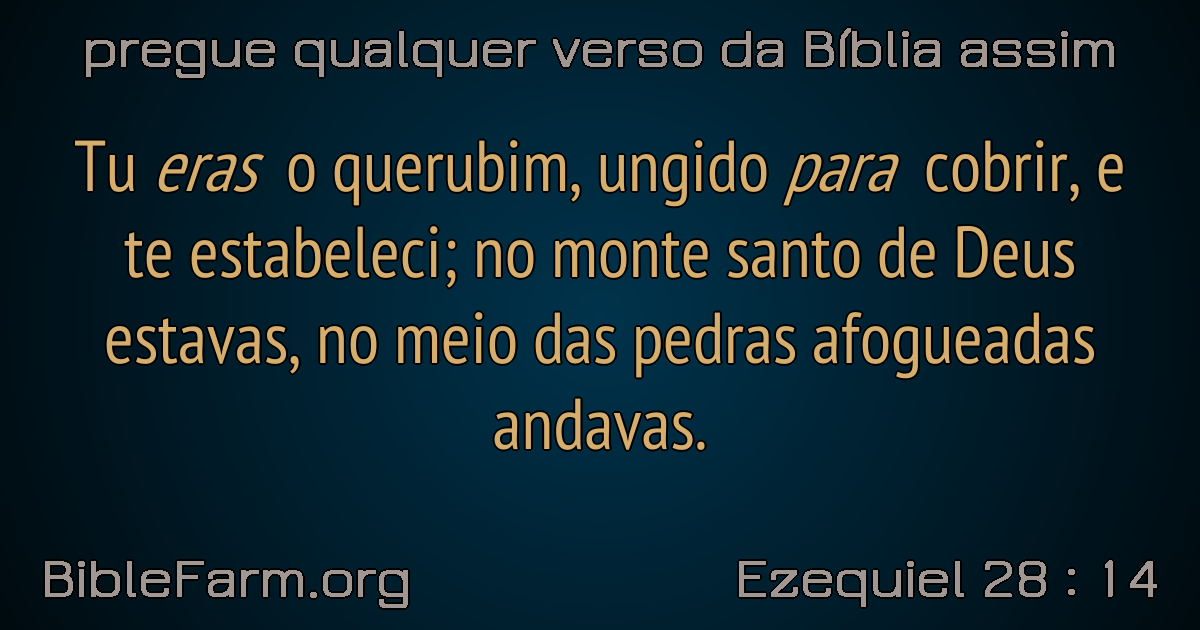 pregue qualquer verso da Bíblia assim
Tu eras o querubim, ungido para cobrir, e
te estabeleci; no monte santo de Deus
estavas, no meio das pedras afogueadas
andavas.
BibleFarm.org
Ezequiel 28 : 14